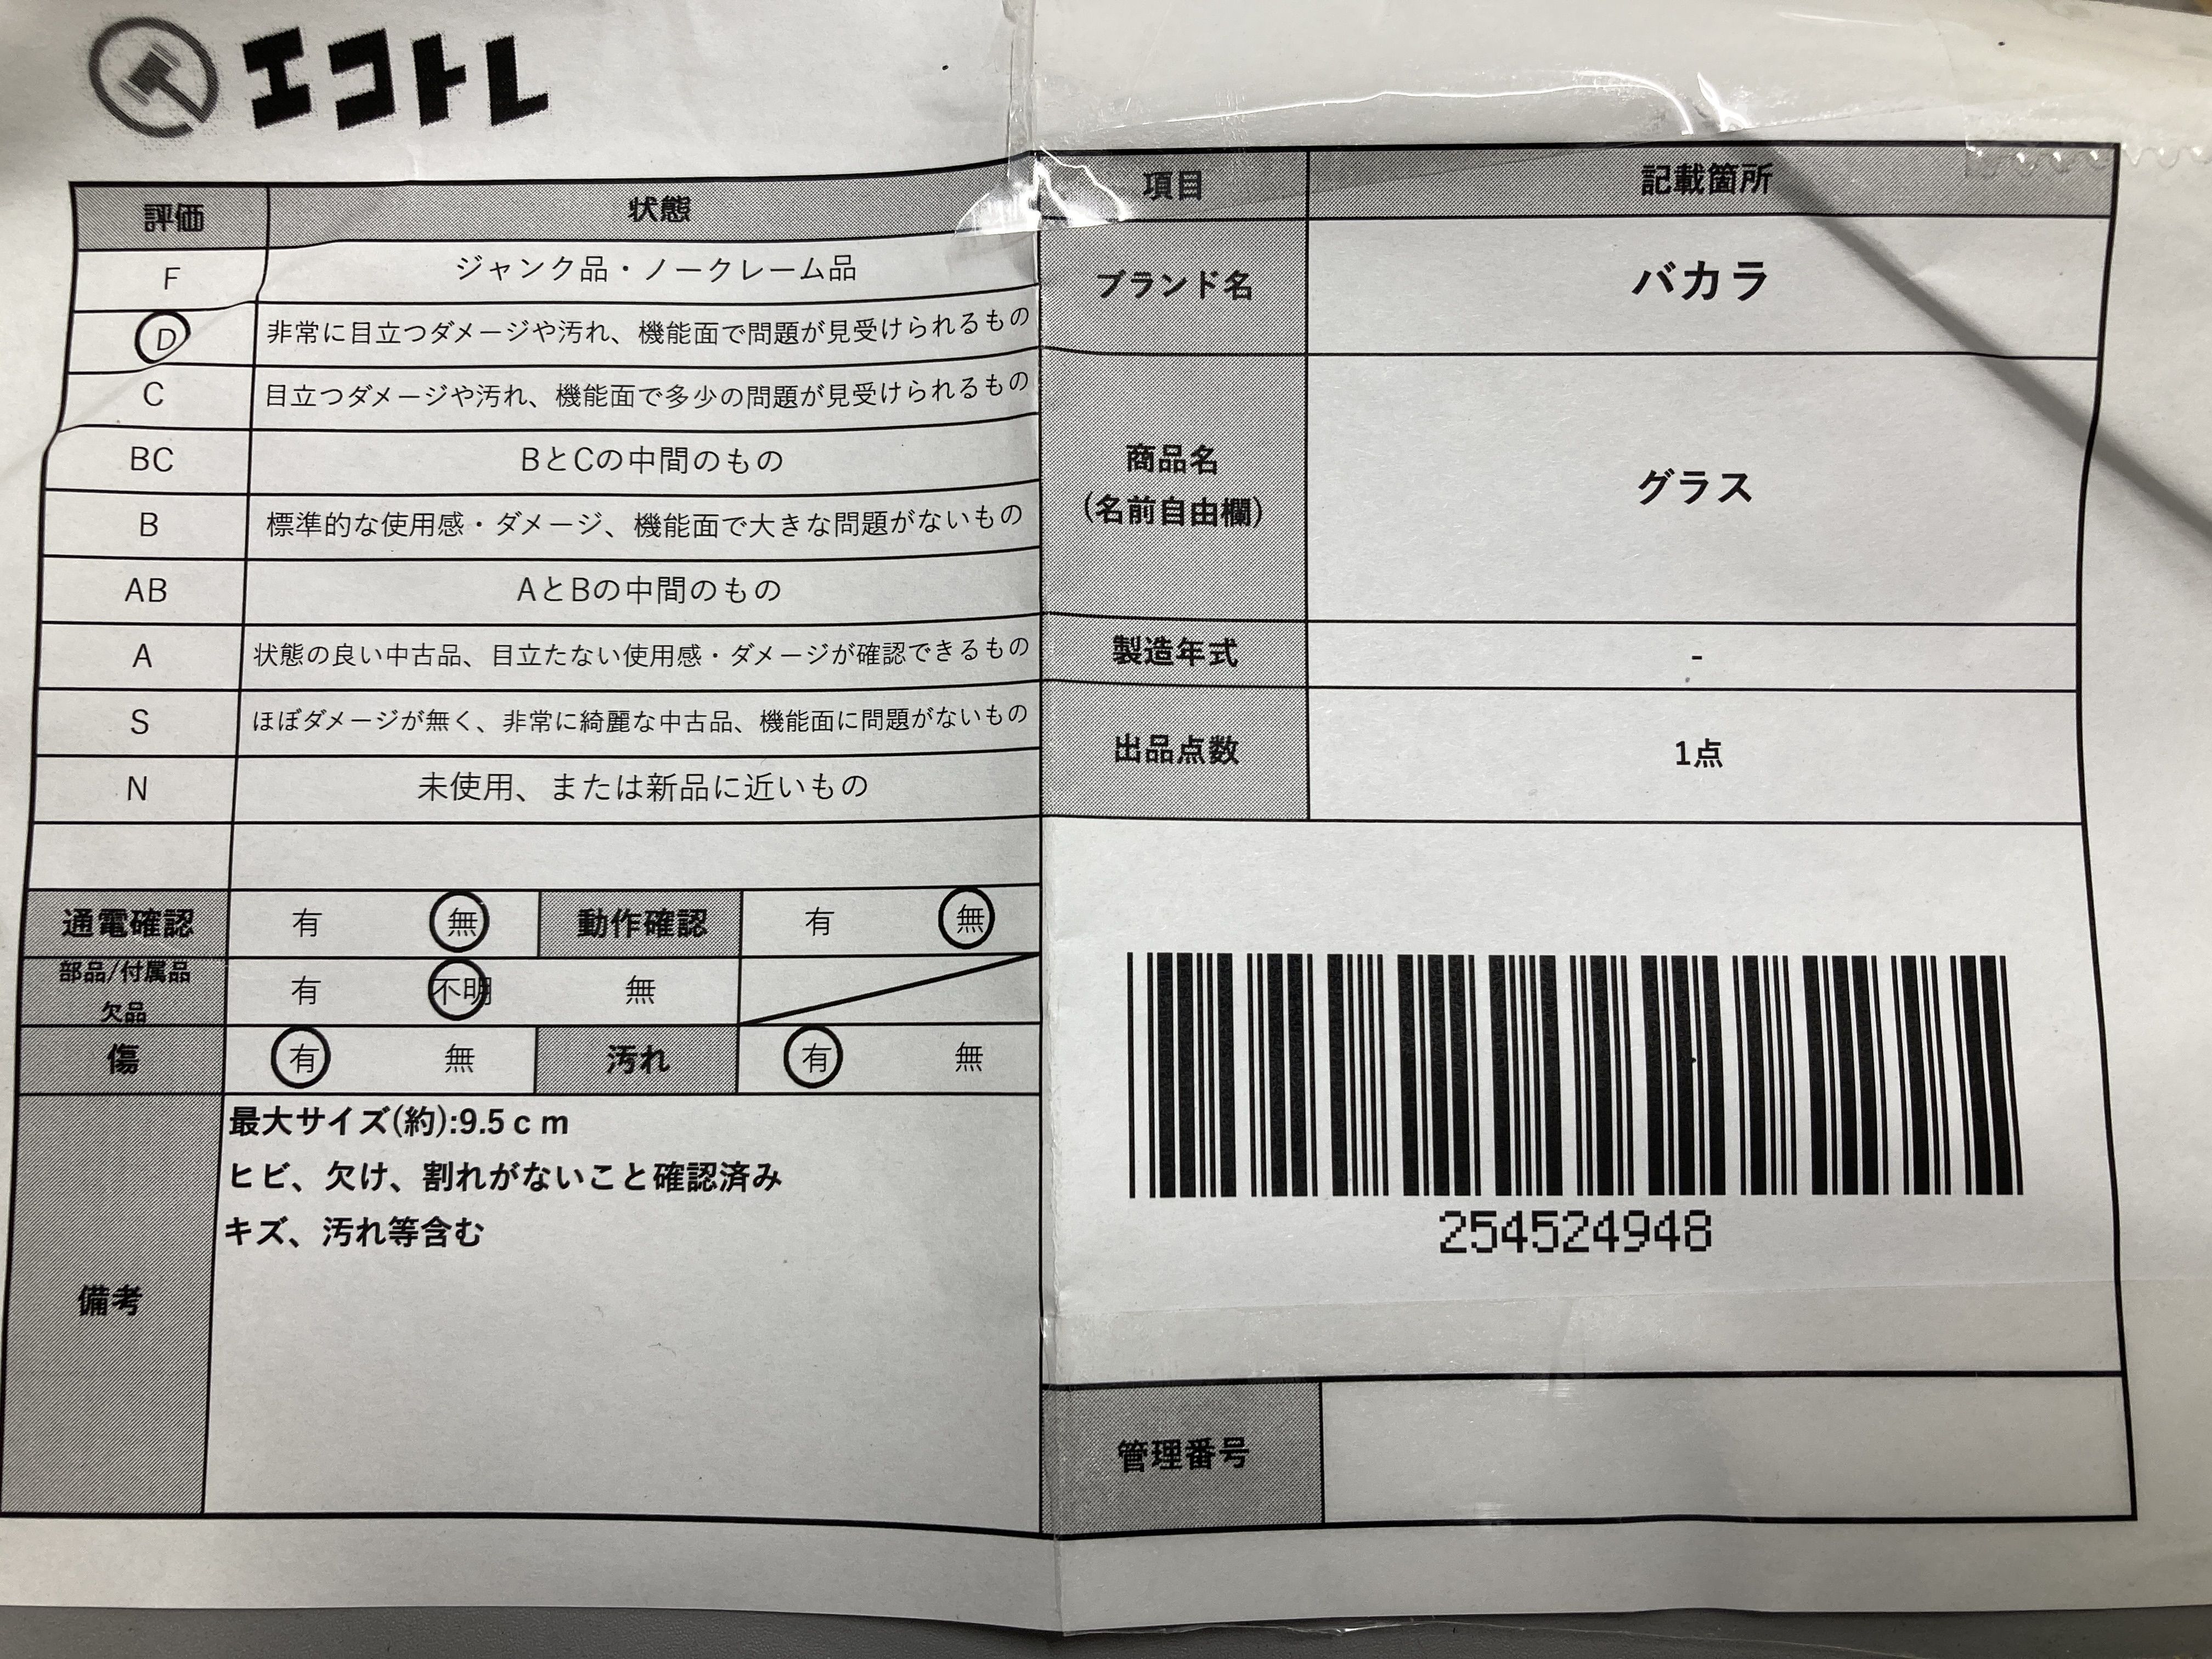 エコトレ
評価 状態
F ジャンク品・ノークレーム品
D 非常に目立つダメージや汚れ、機能面で問題が見受けられるもの
C 目立つダメージや汚れ、機能面で多少の問題が見受けられるもの
BC BとCの中間のもの
B 標準的な使用感・ダメージ、機能面で大きな問題がないもの
AB AとBの中間のもの
A 状態の良い中古品、目立たない使用感・ダメージが確認できるもの
S ほぼダメージが無く、非常に綺麗な中古品、機能面に問題がないもの
N 未使用、または新品に近いもの
通電確認 有 無 動作確認 有 無
部品/付属品
欠品 有 不明 無
傷 有 無 汚れ 有 無
備考
最大サイズ(約):9.5ｃｍ
ヒビ、欠け、割れがないこと確認済み
キズ、汚れ等含む
項目 記載箇所
ブランド名 バカラ
商品名
(名前自由欄) グラス
製造年式 -
出品点数 1点
254524948
管理番号